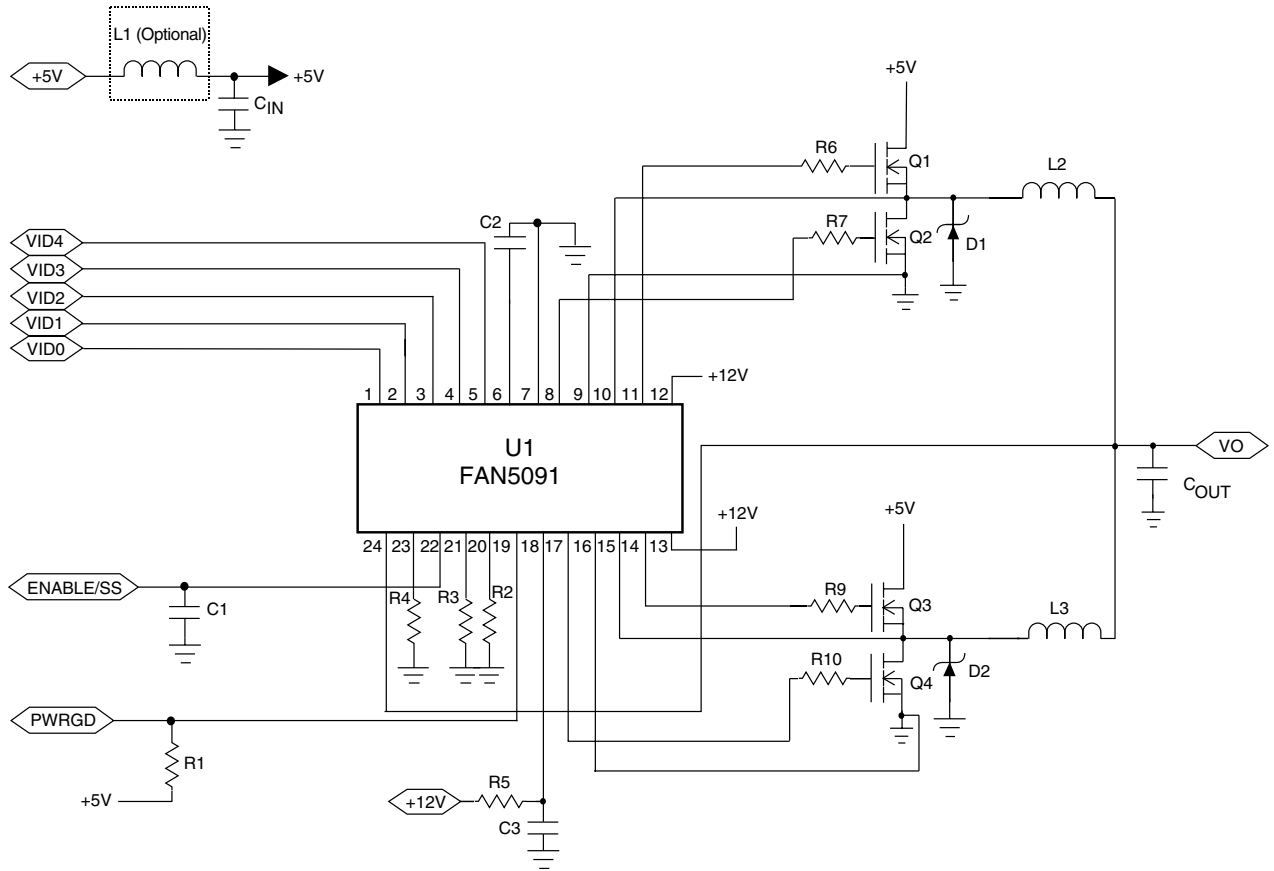 L1 (Optional)
+5V
+5V
C_IN
+5V
R6
Q1
L2
C2
R7
Q2
D1
VID4
VID3
VID2
VID1
VID0
+12V
1 2 3 4 5 6 7 8 9 10 11 12
U1
FAN5091
VO
C_OUT
+12V
+5V
24 23 22 21 20 19 18 17 16 15 14 13
ENABLE/SS
C1
R4
R3
R2
R9
Q3
L3
R10
Q4
D2
PWRGD
R1
+5V
+12V
R5
C3